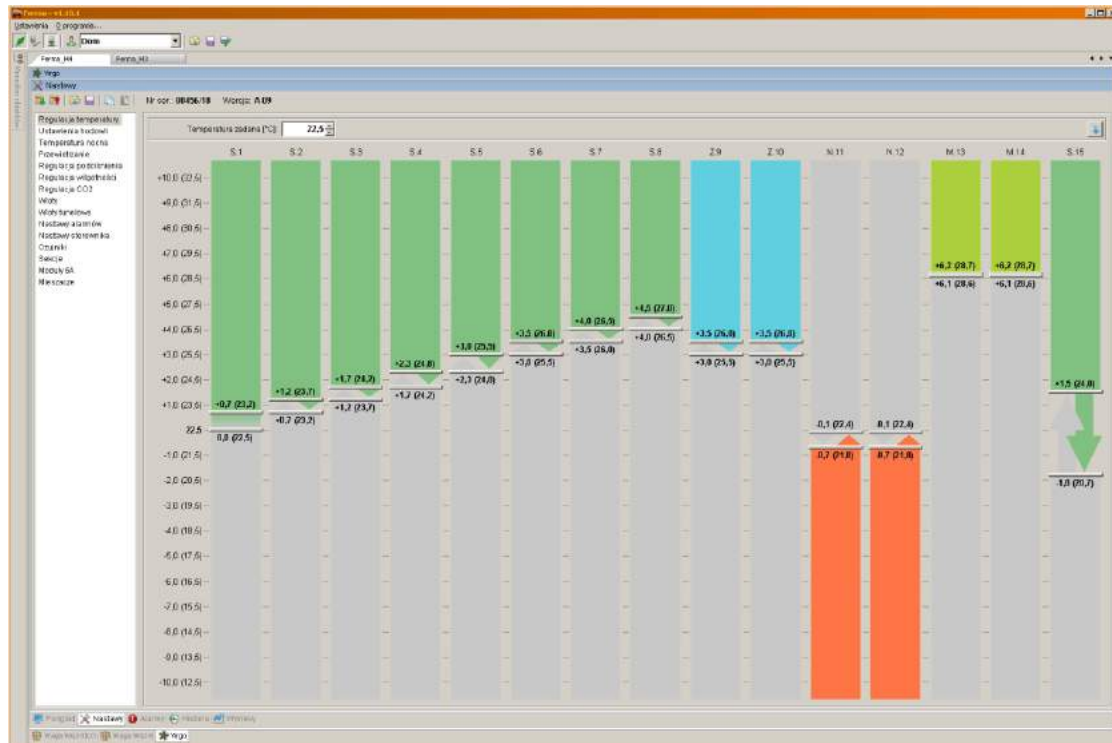 Ustawienia O programie...
Dom
Ferma_H4 Ferma_H3
Yrgo
Nastawy
Nr ser.: 00456/10 Wersja: A-09
Regulacja temperatury
Ustawienia hodowli
Temperatura nocna
Przewietrzanie
Regulacja podciśnienia
Regulacja wilgotności
Regulacja CO2
Wloty
Wloty tunelowe
Nastawy alarmów
Nastawy sterownika
Czujniki
Sekcje
Moduły 6A
Mieszacze
Temperatura zadana [°C]: 22,5
S.1 S.2 S.3 S.4 S.5 S.6 S.7 S.8 Z.9 Z.10 N.11 N.12 M.13 M.14 S.15
+10,0 (32,5)
+9,0 (31,5)
+8,0 (30,5)
+7,0 (29,5)
+6,2 (28,7) +6,2 (28,7)
+6,0 (28,5) +6,1 (28,6) +6,1 (28,6)
+5,0 (27,5)
+4,5 (27,0)
+4,0 (26,5)
+4,0 (26,5) +3,5 (26,0) +4,0 (26,5) +3,5 (26,0) +3,5 (26,0)
+3,0 (25,5) +3,5 (26,0)
+3,0 (25,5) +3,0 (25,5) +3,0 (25,5) +3,0 (25,5)
+2,3 (24,8)
+2,0 (24,5) +1,7 (24,2) +2,3 (24,8) +1,5 (24,0)
+1,2 (23,7) +1,7 (24,2)
+1,0 (23,5) +0,7 (23,2) +0,7 (23,2) +1,2 (23,7)
22,5 0,0 (22,5) -0,1 (22,4) -0,1 (22,4)
-1,0 (21,5) -0,7 (21,8) -0,7 (21,8)
-2,0 (20,5) -1,8 (20,7)
-3,0 (19,5)
-4,0 (18,5)
-5,0 (17,5)
-6,0 (16,5)
-7,0 (15,5)
-8,0 (14,5)
-9,0 (13,5)
-10,0 (12,5)
Nastawy Alarmy
Yrgo